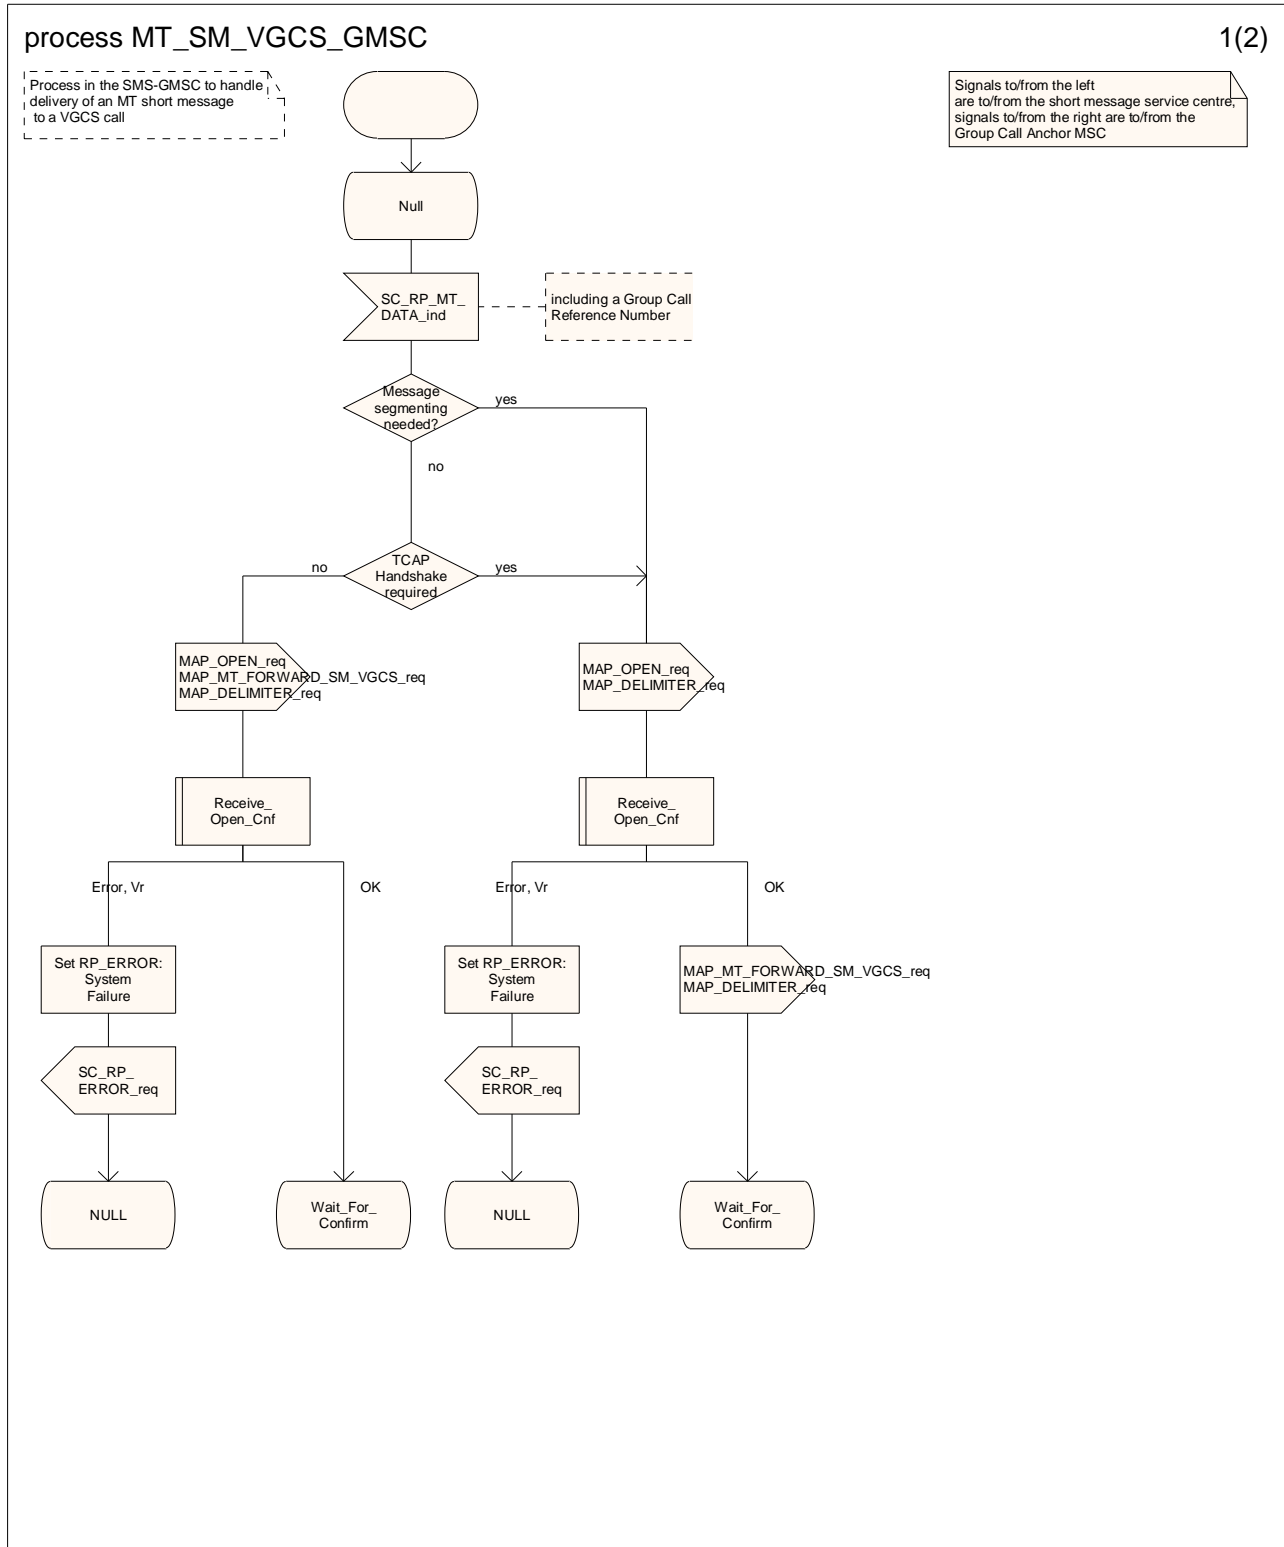 process MT_SM_VGCS_GMSC
1(2)
Process in the SMS-GMSC to handle
delivery of an MT short message
to a VGCS call
Signals to/from the left
are to/from the short message service centre,
signals to/from the right are to/from the
Group Call Anchor MSC
Null
SC_RP_MT_
DATA_ind
including a Group Call
Reference Number
Message
segmenting
needed?
yes
no
TCAP
Handshake
required
no
yes
MAP_OPEN_req
MAP_MT_FORWARD_SM_VGCS_req
MAP_DELIMITER_req
MAP_OPEN_req
MAP_DELIMITER_req
Receive_
Open_Cnf
Receive_
Open_Cnf
Error, Vr
OK
Error, Vr
OK
Set RP_ERROR:
System
Failure
Set RP_ERROR:
System
Failure
MAP_MT_FORWARD_SM_VGCS_req
MAP_DELIMITER_req
SC_RP_
ERROR_req
SC_RP_
ERROR_req
NULL
Wait_For_
Confirm
NULL
Wait_For_
Confirm